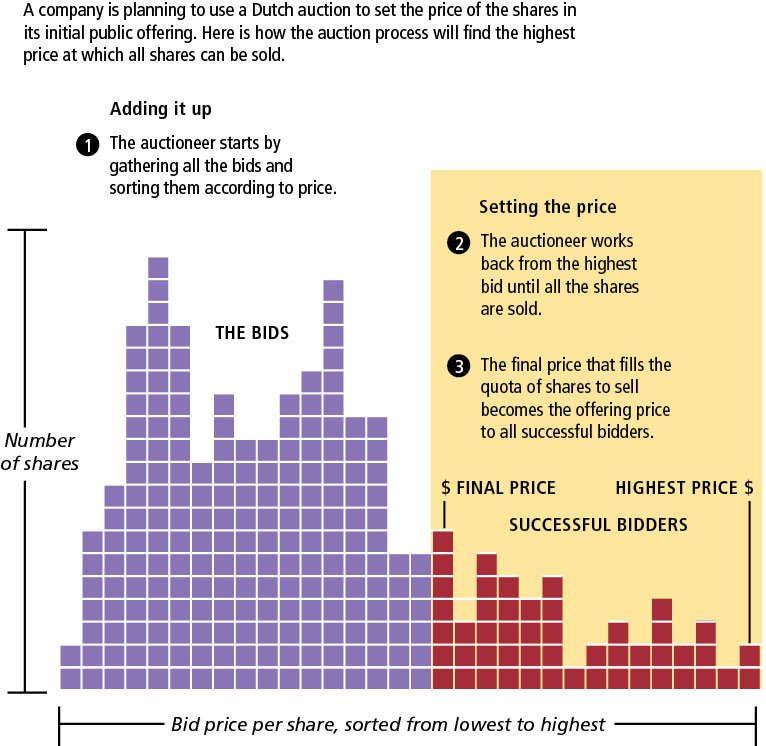 A company is planning to use a Dutch auction to set the price of the shares in
its initial public offering. Here is how the auction process will find the highest
price at which all shares can be sold.
Adding it up
1 The auctioneer starts by
gathering all the bids and
sorting them according to price.
Setting the price
2 The auctioneer works
back from the highest
bid until all the shares
are sold.
THE BIDS
3 The final price that fills the
quota of shares to sell
becomes the offering price
to all successful bidders.
Number
of shares
$ FINAL PRICE
HIGHEST PRICE $
SUCCESSFUL BIDDERS
Bid price per share, sorted from lowest to highest